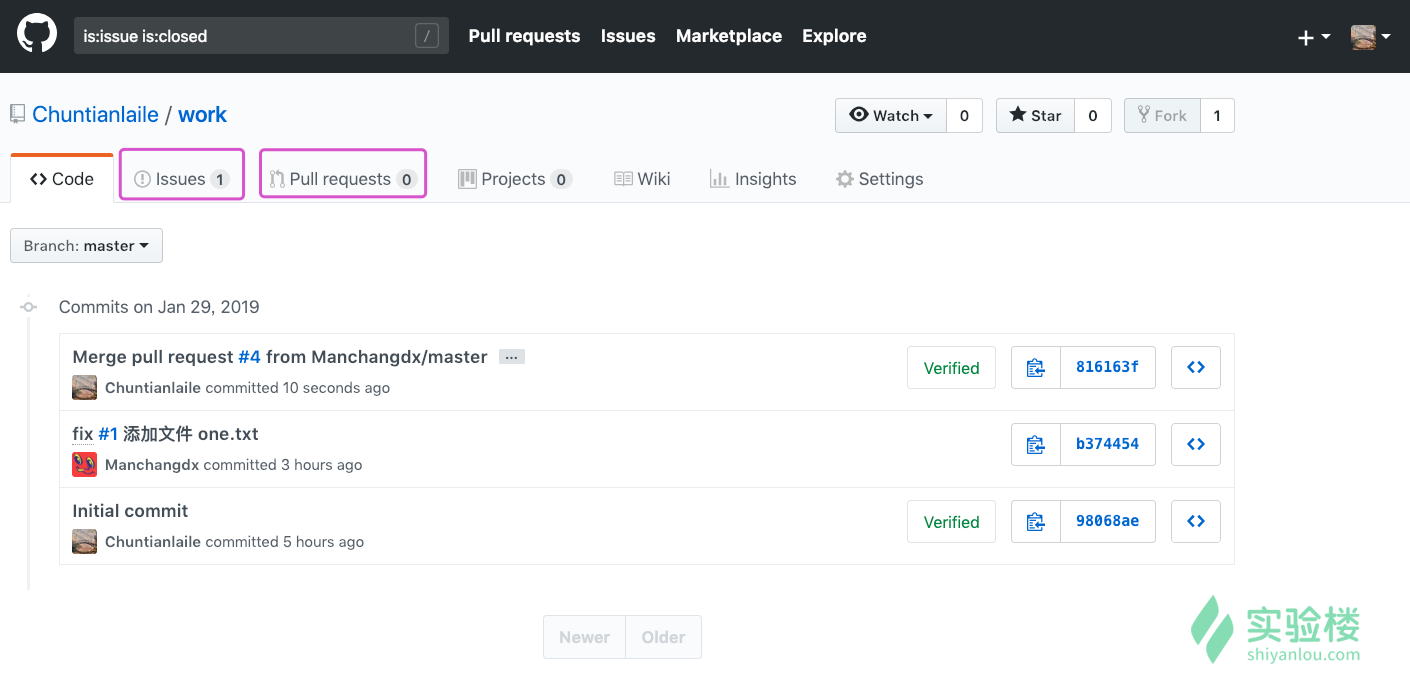 is:issue is:closed / Pull requests Issues Marketplace Explore
Chuntianlaile / work Watch 0 Star 0 Fork 1
Code Issues 1 Pull requests 0 Projects 0 Wiki Insights Settings
Branch: master
Commits on Jan 29, 2019
Merge pull request #4 from Manchangdx/master ...
Chuntianlaile committed 10 seconds ago
Verified 816163f
fix #1 添加文件 one.txt
Manchangdx committed 3 hours ago
b374454
Initial commit
Chuntianlaile committed 5 hours ago
Verified 98068ae
Newer Older
实验楼
shiyanlou.com